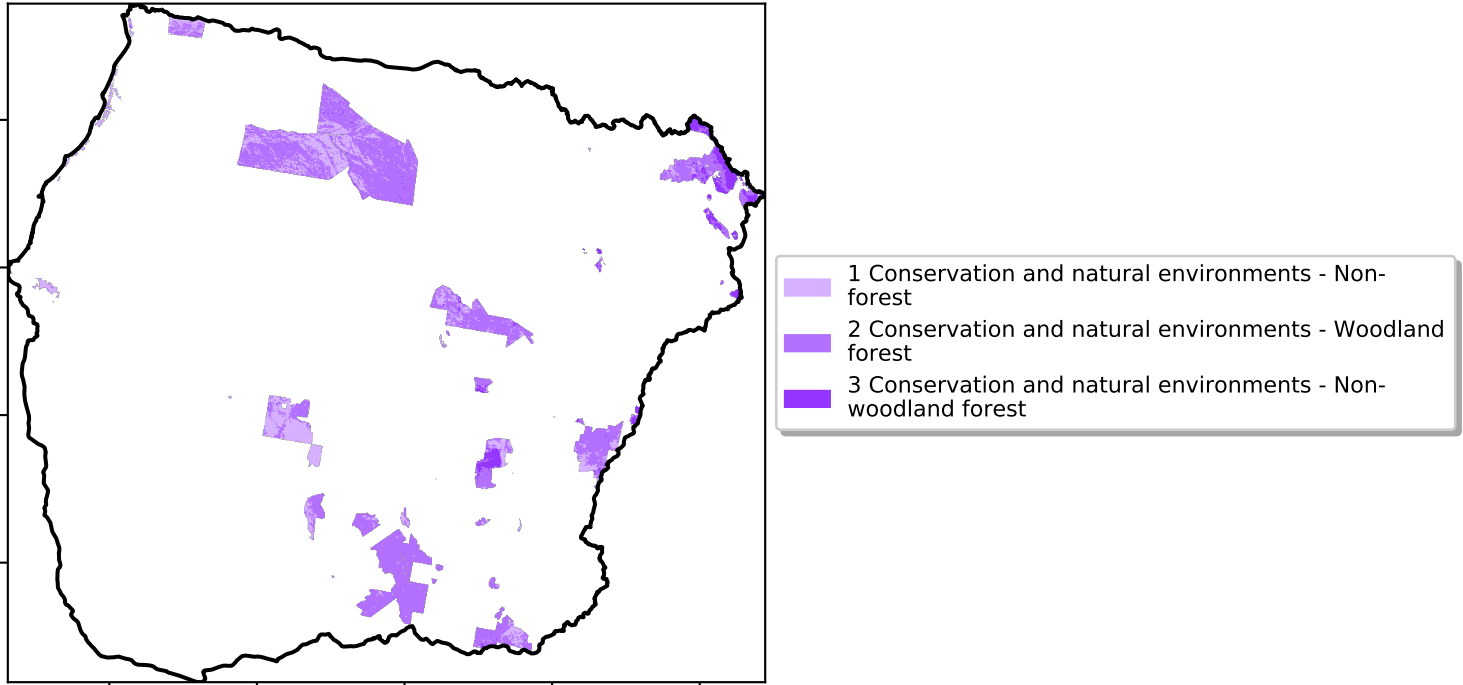 1 Conservation and natural environments - Non-
forest
2 Conservation and natural environments - Woodland
forest
3 Conservation and natural environments - Non-
woodland forest